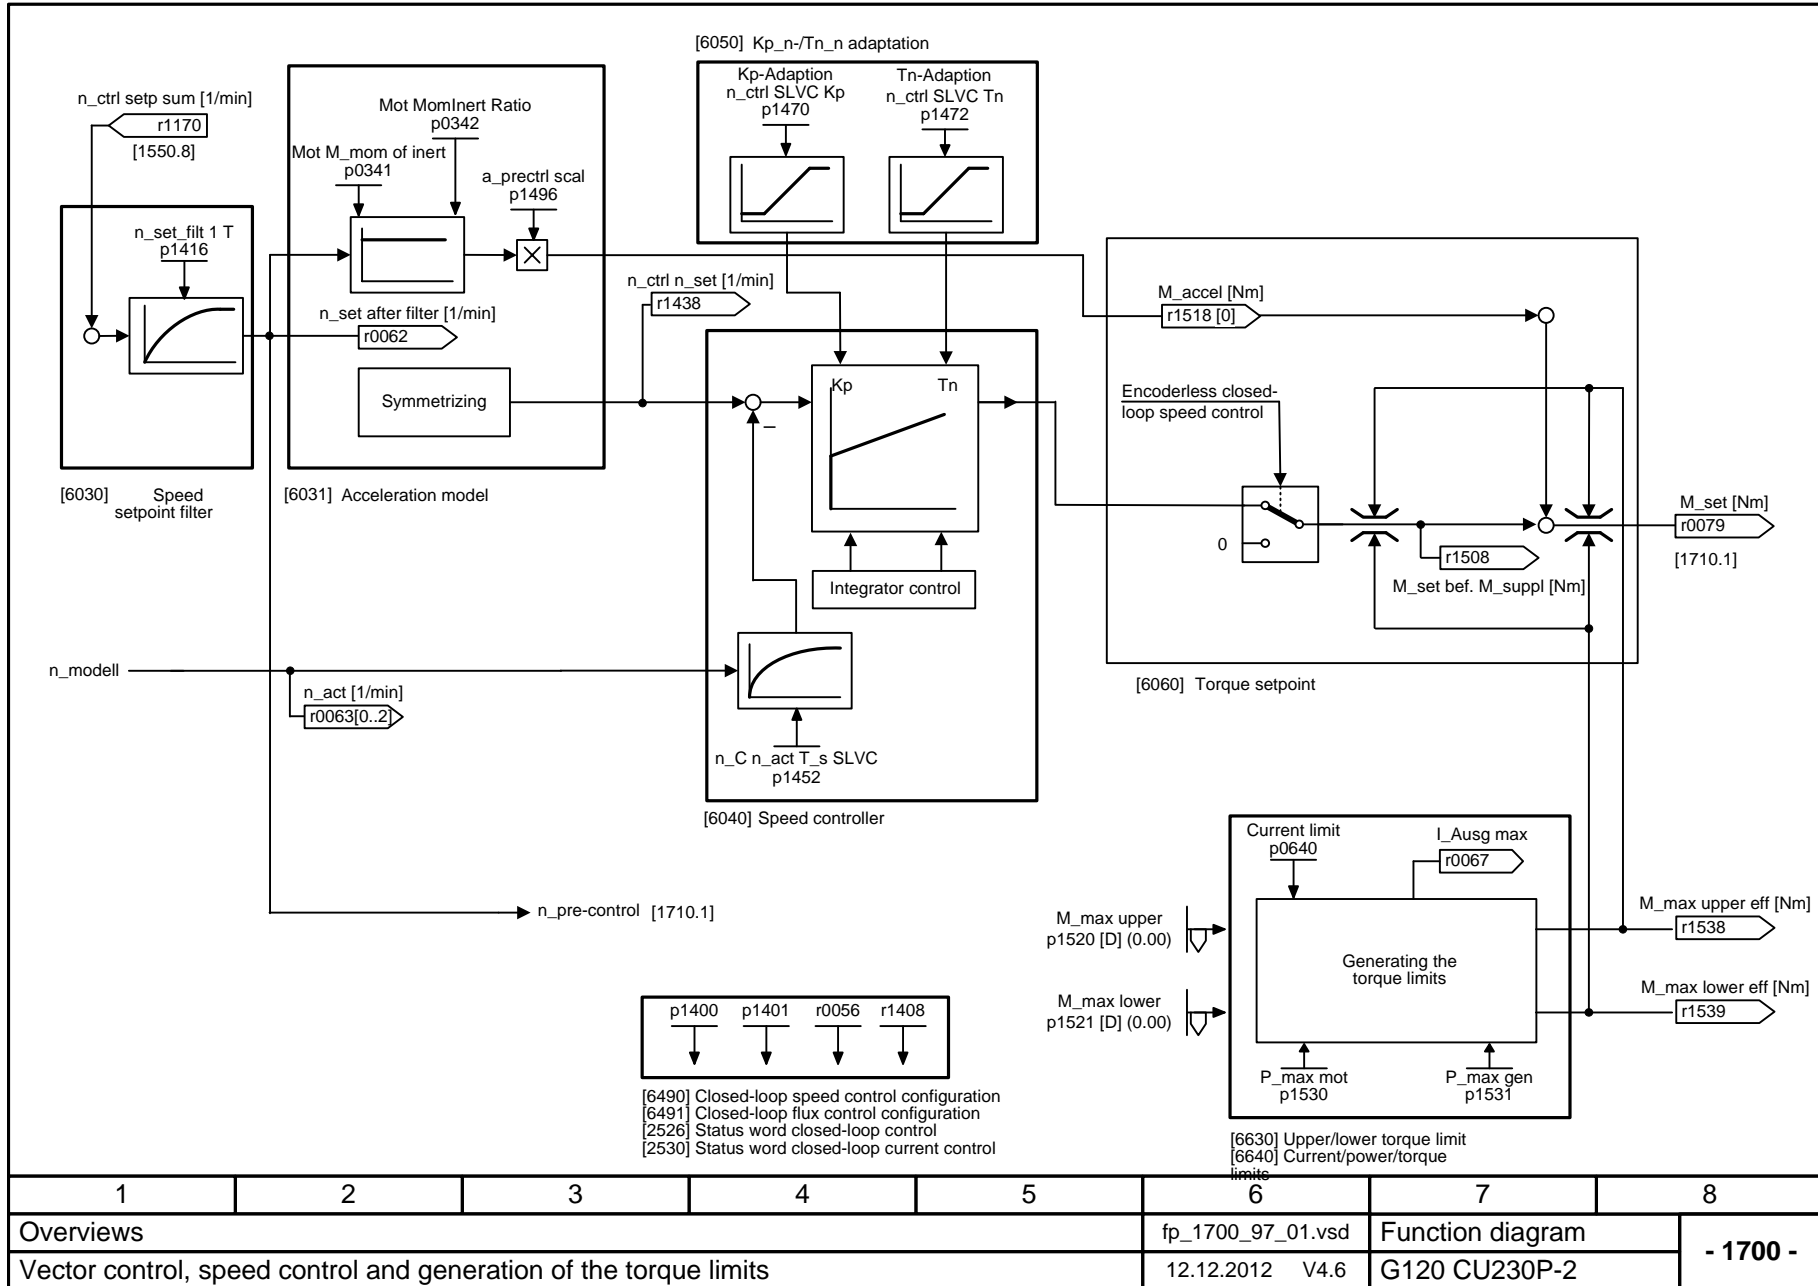 [6050] Kp_n-/Tn_n adaptation
Kp-Adaption
n_ctrl SLVC Kp
p1470
Tn-Adaption
n_ctrl SLVC Tn
p1472
n_ctrl setp sum [1/min]
r1170
[1550.8]
Mot MomInert Ratio
p0342
Mot M_mom of inert
p0341
a_prectrl scal
p1496
n_set_filt 1 T
p1416
n_set after filter [1/min]
r0062
n_ctrl n_set [1/min]
r1438
M_accel [Nm]
r1518 [0]
Symmetrizing
Kp
Tn
–
Encoderless closed-
loop speed control
0
[6030] Speed
setpoint filter
[6031] Acceleration model
M_set [Nm]
r0079
[1710.1]
r1508
M_set bef. M_suppl [Nm]
Integrator control
n_modell
n_act [1/min]
r0063[0..2]
n_C n_act T_s SLVC
p1452
[6040] Speed controller
[6060] Torque setpoint
Current limit
p0640
I_Ausg max
r0067
n_pre-control [1710.1]
M_max upper
p1520 [D] (0.00)
M_max lower
p1521 [D] (0.00)
Generating the
torque limits
M_max upper eff [Nm]
r1538
M_max lower eff [Nm]
r1539
P_max mot
p1530
P_max gen
p1531
p1400 p1401 r0056 r1408
[6490] Closed-loop speed control configuration
[6491] Closed-loop flux control configuration
[2526] Status word closed-loop control
[2530] Status word closed-loop current control
[6630] Upper/lower torque limit
[6640] Current/power/torque
limits
1 2 3 4 5 6 7 8
Overviews
fp_1700_97_01.vsd
Function diagram
- 1700 -
Vector control, speed control and generation of the torque limits
12.12.2012 V4.6
G120 CU230P-2